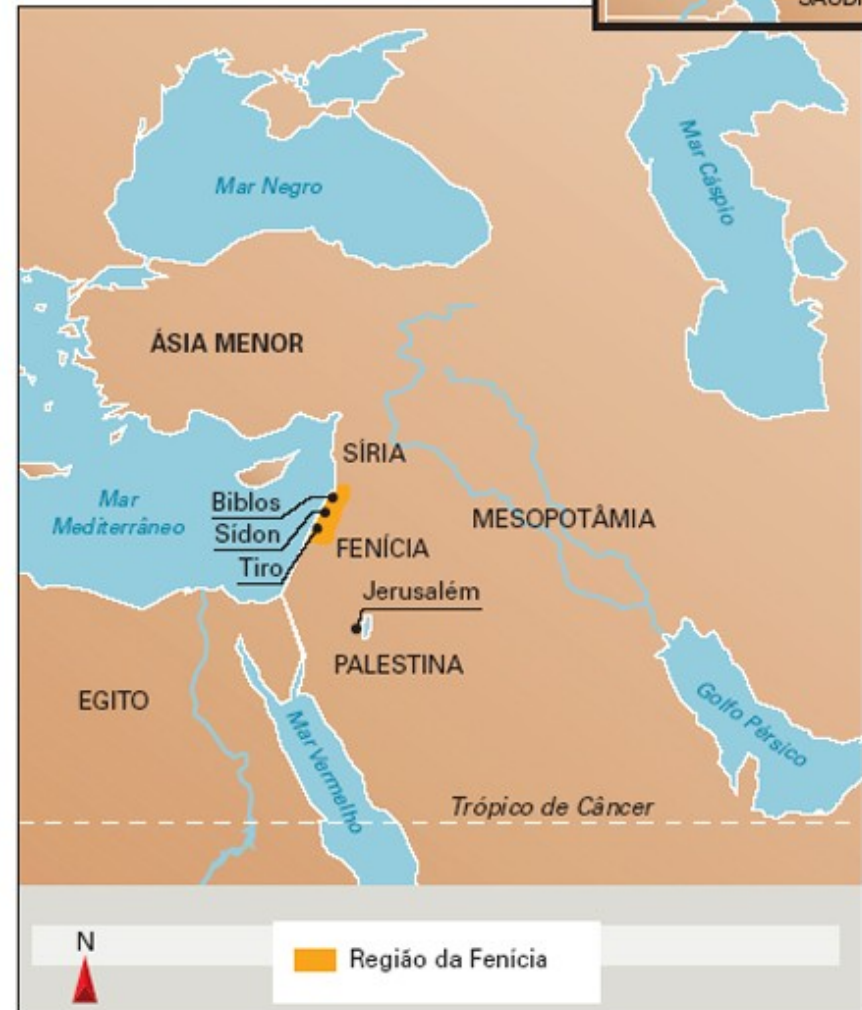 Mar Negro
Mar Cáspio
ÁSIA MENOR
SÍRIA
Mar
Mediterrâneo
Biblos
Sídon
Tiro
FENÍCIA
MESOPOTÂMIA
Jerusalém
PALESTINA
EGITO
Mar Vermelho
Golfo Pérsico
Trópico de Câncer
N
Região da Fenícia